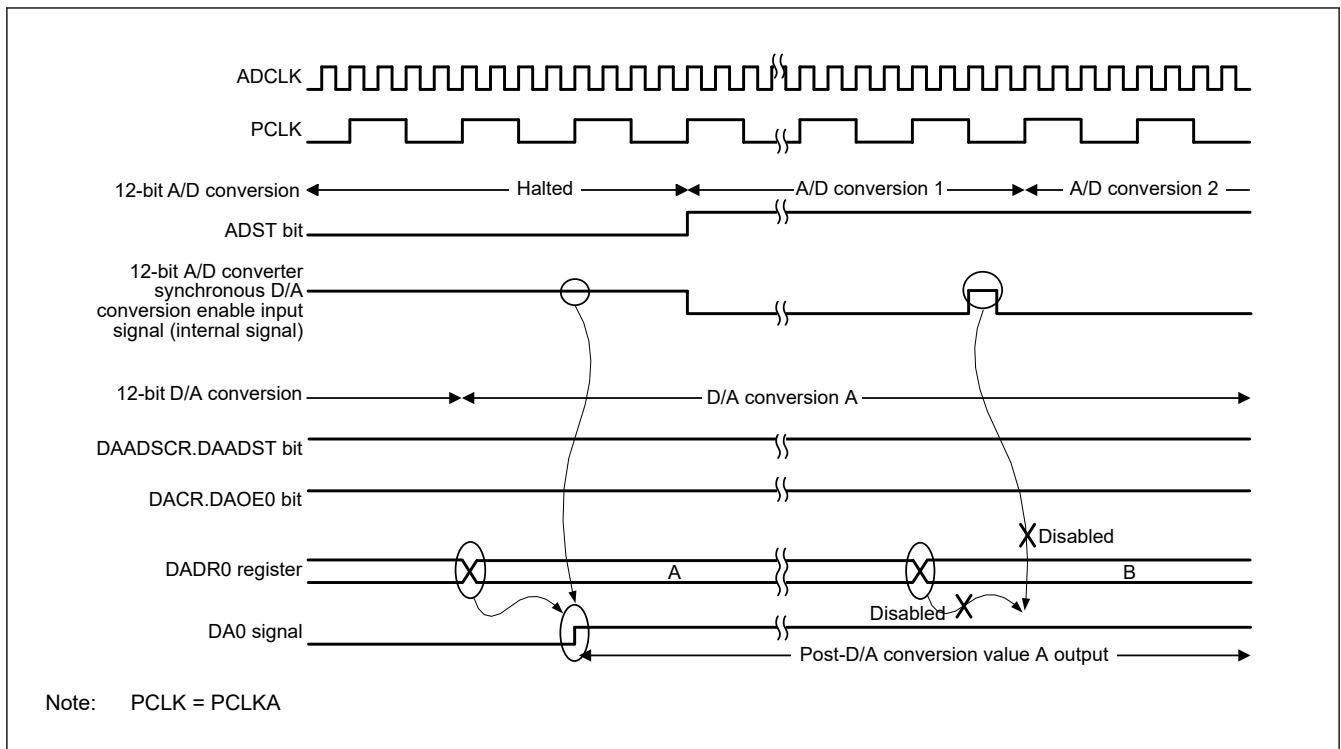 ADCLK
PCLK
12-bit A/D conversion
Halted
A/D conversion 1
A/D conversion 2
ADST bit
12-bit A/D converter
synchronous D/A
conversion enable input
signal (internal signal)
12-bit D/A conversion
D/A conversion A
DAADSCR.DAADST bit
DACR.DAOE0 bit
Disabled
DADR0 register
A
B
Disabled
DA0 signal
Post-D/A conversion value A output
Note: PCLK = PCLKA